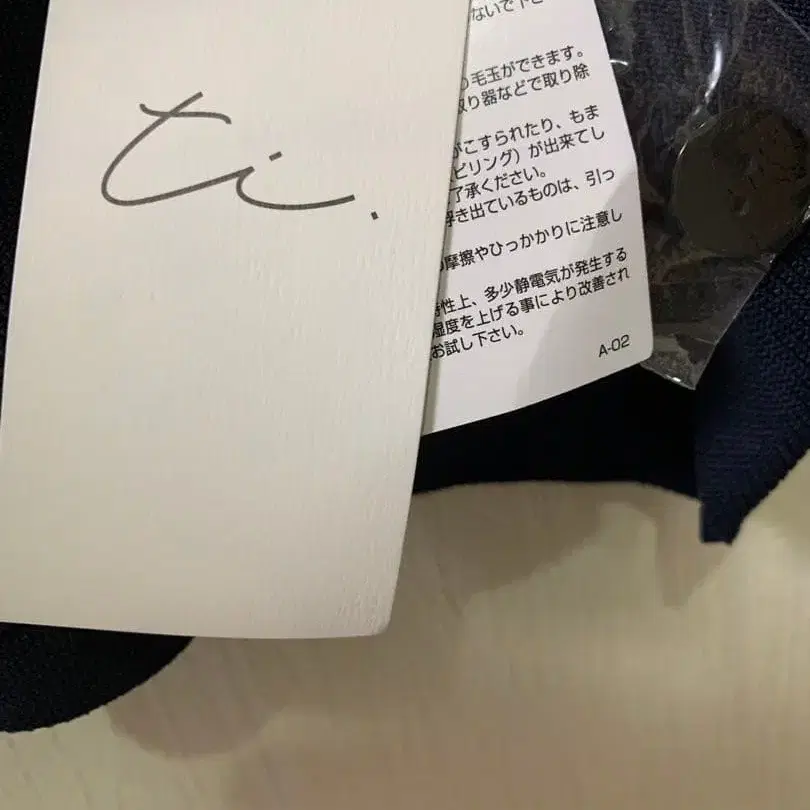 ti.
ないで下さ
毛玉ができます。
取り器などで取り除
がこすられたり、もま
ピリング）が出来てし
了承ください。
浮き出ているものは、引っ
摩擦やひっかかりに注意し
特性上、多少静電気が発生する
湿度を上げる事により改善され
お試し下さい。
A-02